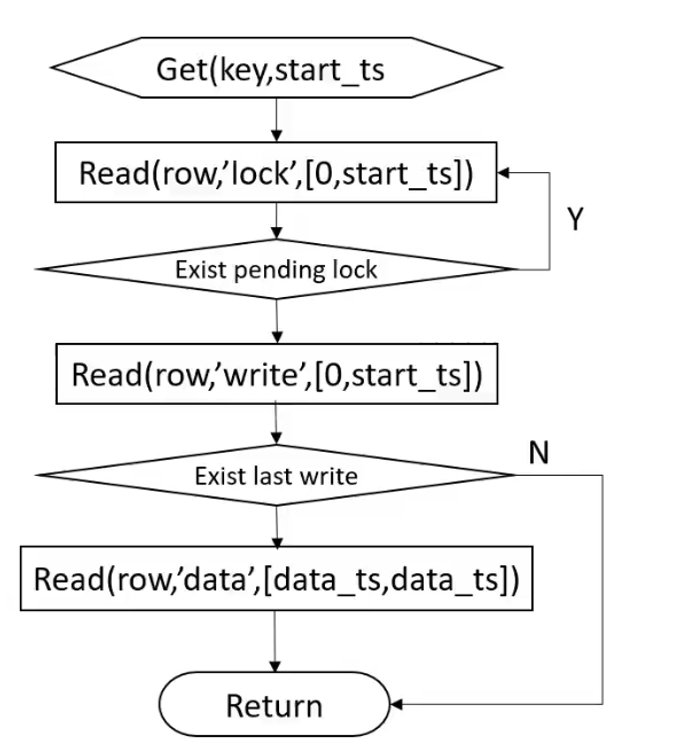 Get(key,start_ts
Read(row,’lock’,[0,start_ts])
Y
Exist pending lock
Read(row,’write’,[0,start_ts])
N
Exist last write
Read(row,’data’,[data_ts,data_ts])
Return